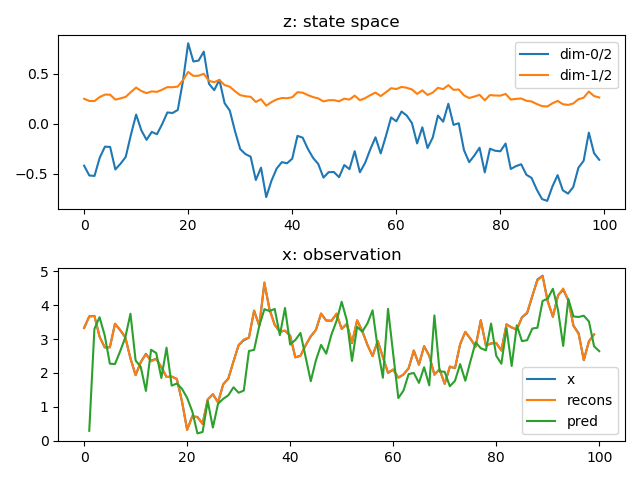 z: state space
dim-0/2
dim-1/2
0.5
0.0
−0.5
0 20 40 60 80 100
x: observation
5
4
3
2
1
0
x
recons
pred
0 20 40 60 80 100